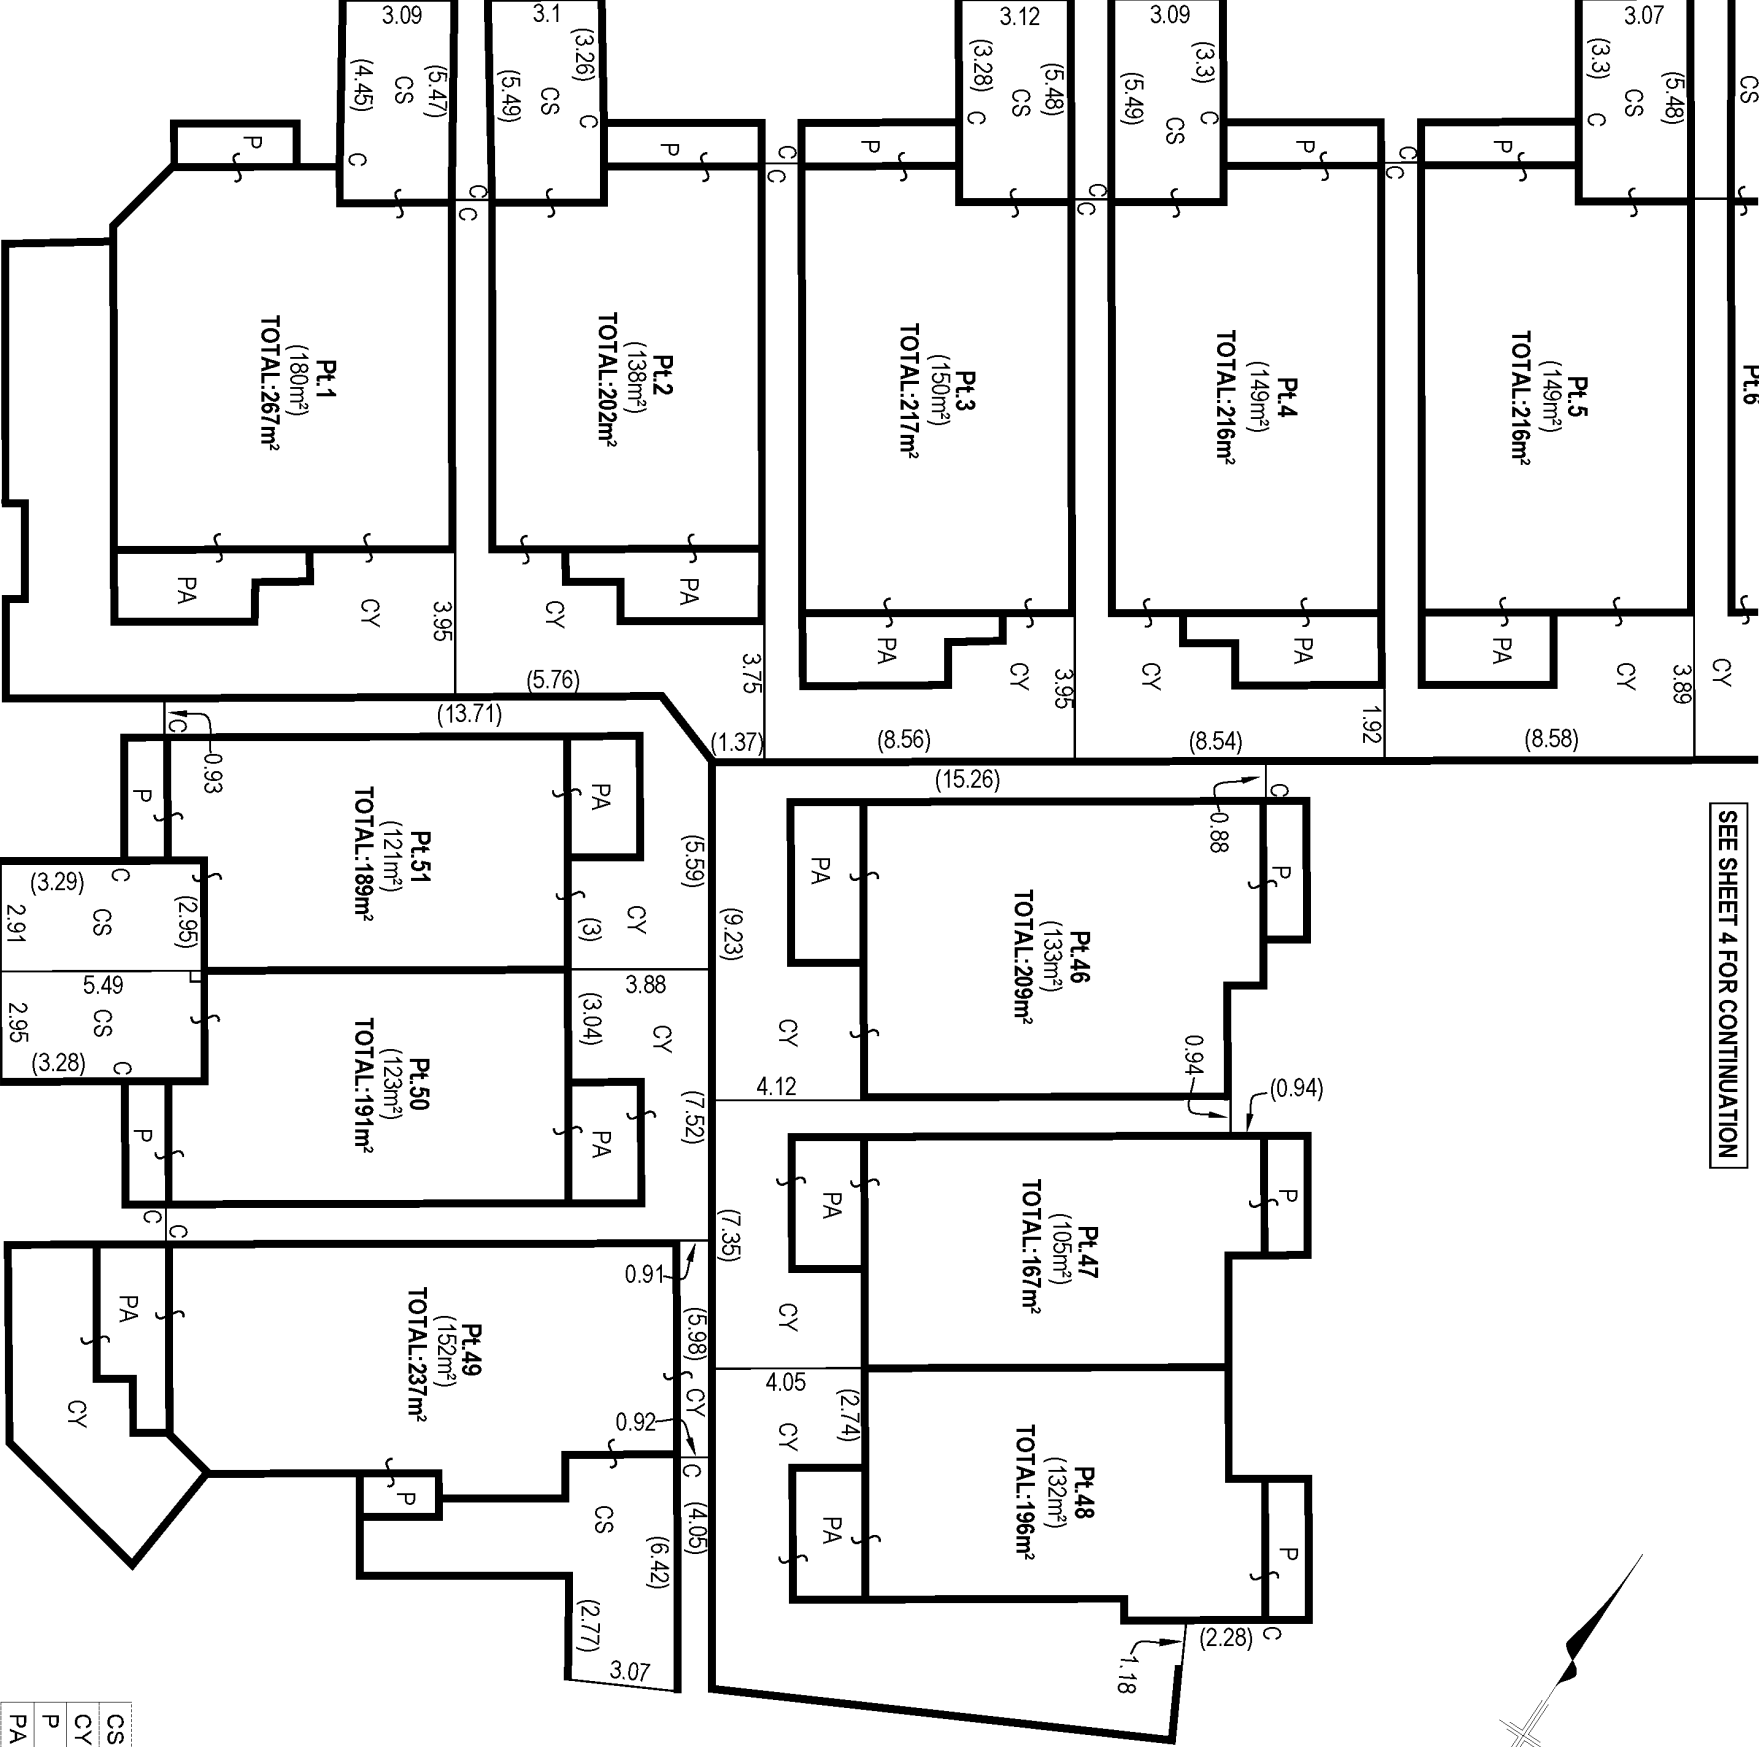 3.09
(4.45)
CS
(5.47)
C
3.1
(3.26)
CS
(5.49)
C
3.12
(3.28)
CS
(5.48)
C
3.09
(3.3)
CS
(5.49)
C
3.07
(3.3)
CS
(5.48)
C
CS
P
P
P
P
P
C
C
C
C
C
C
C
C
Pt.1
(180m²)
TOTAL:267m²
Pt.2
(138m²)
TOTAL:202m²
Pt.3
(150m²)
TOTAL:217m²
Pt.4
(149m²)
TOTAL:216m²
Pt.5
(149m²)
TOTAL:216m²
Pt.6
PA
CY
3.95
CY
PA
3.75
PA
CY
3.95
CY
PA
1.92
PA
CY
3.89
CY
(5.76)
(13.71)
(1.37)
(8.56)
(8.54)
(8.58)
(15.26)
C
0.93
P
PA
Pt.51
(121m²)
TOTAL:189m²
(5.59)
CY
(3)
(9.23)
C
(3.29)
CS
(2.95)
2.91
5.49
CS
2.95
(3.28)
C
3.88
(3.04)
CY
Pt.50
(123m²)
TOTAL:191m²
P
PA
(7.52)
C
C
PA
CY
Pt.49
(152m²)
TOTAL:237m²
0.91
(5.98)
CY
0.92
C
P
CS
(4.05)
(6.42)
(2.77)
3.07
(7.35)
0.88
C
P
PA
Pt.46
(133m²)
TOTAL:209m²
CY
4.12
0.94
(0.94)
PA
Pt.47
(105m²)
TOTAL:167m²
P
CY
4.05
(2.74)
CY
PA
Pt.48
(132m²)
TOTAL:196m²
P
C
(2.28)
1.18
SEE SHEET 4 FOR CONTINUATION
CS
CY
P
PA